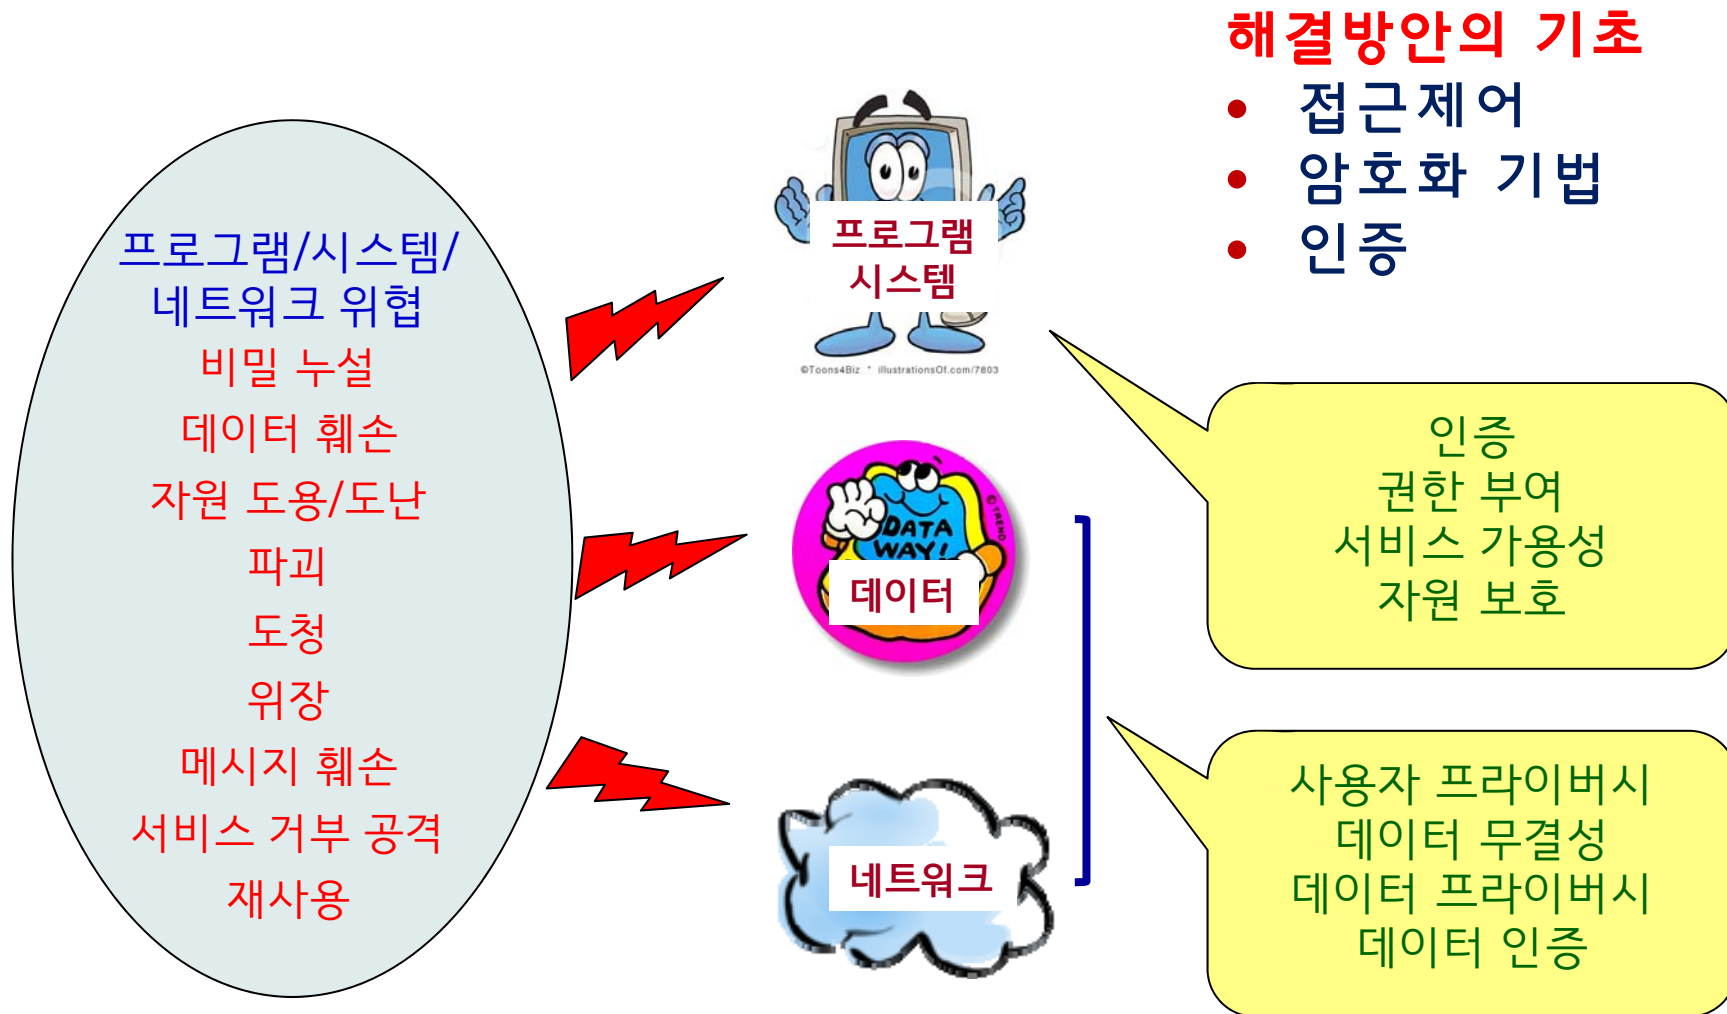 해결방안의 기초
• 접근제어
• 암호화 기법
• 인증
프로그램/시스템/
네트워크 위협
비밀 누설
데이터 훼손
자원 도용/도난
파괴
도청
위장
메시지 훼손
서비스 거부 공격
재사용
프로그램
시스템
©Toons4Biz * illustrationsOf.com/7803
DATA
WAY!
© TREND
데이터
네트워크
인증
권한 부여
서비스 가용성
자원 보호
사용자 프라이버시
데이터 무결성
데이터 프라이버시
데이터 인증